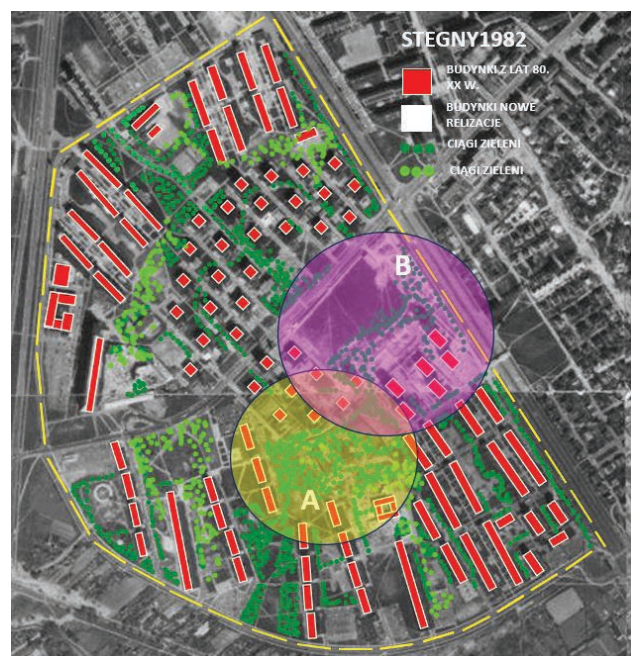 STEGNY1982
BUDYNKI Z LAT 80.
XX W.
BUDYNKI NOWE
RELIZACJE
CIĄGI ZIELENI
CIĄGI ZIELENI
B
A